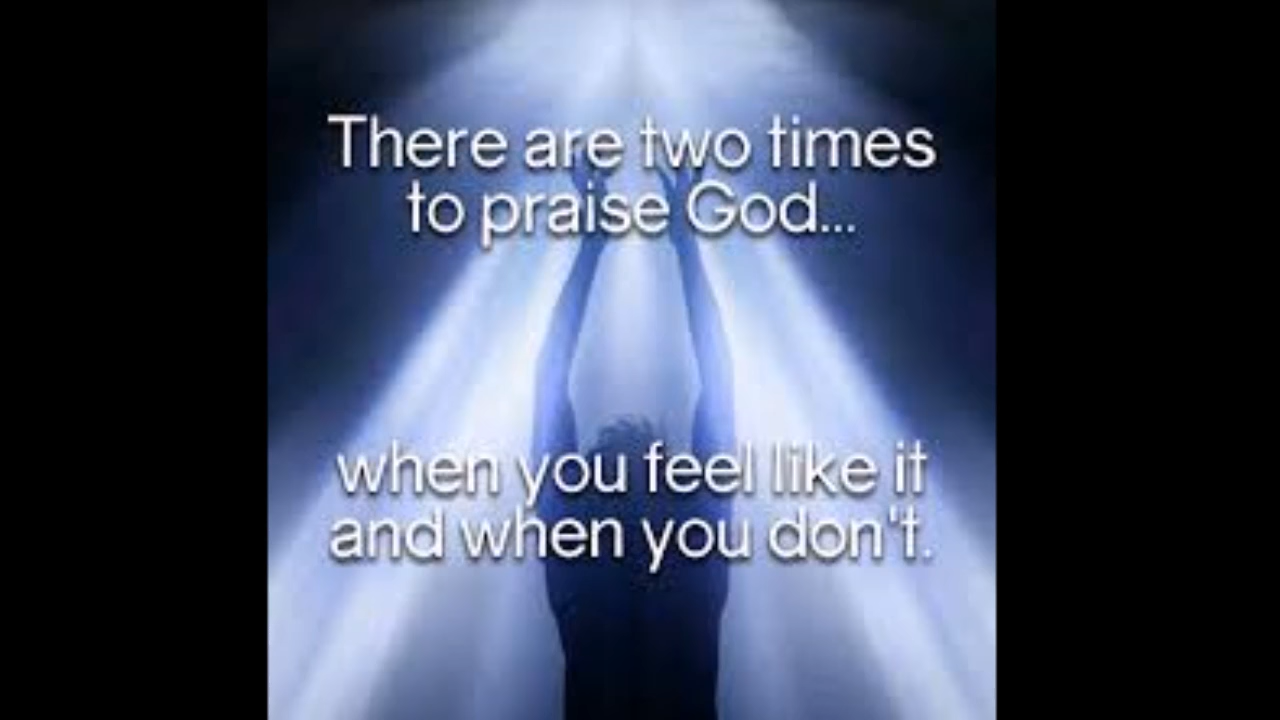 There are two times
to praise God...
when you feel like it
and when you don't.